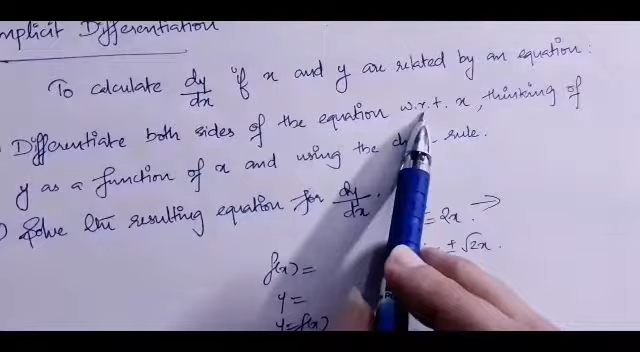 mplicit Differentiation
To calculate dy/dx if x and y are related by an equation:
Differentiate both sides of the equation w.r.t. x, thinking of
y as a function of x and using the rule.
Solve the resulting equation for dy/dx.
= 2x. →
± √2x.
f(x) =
y =
y = f(x)